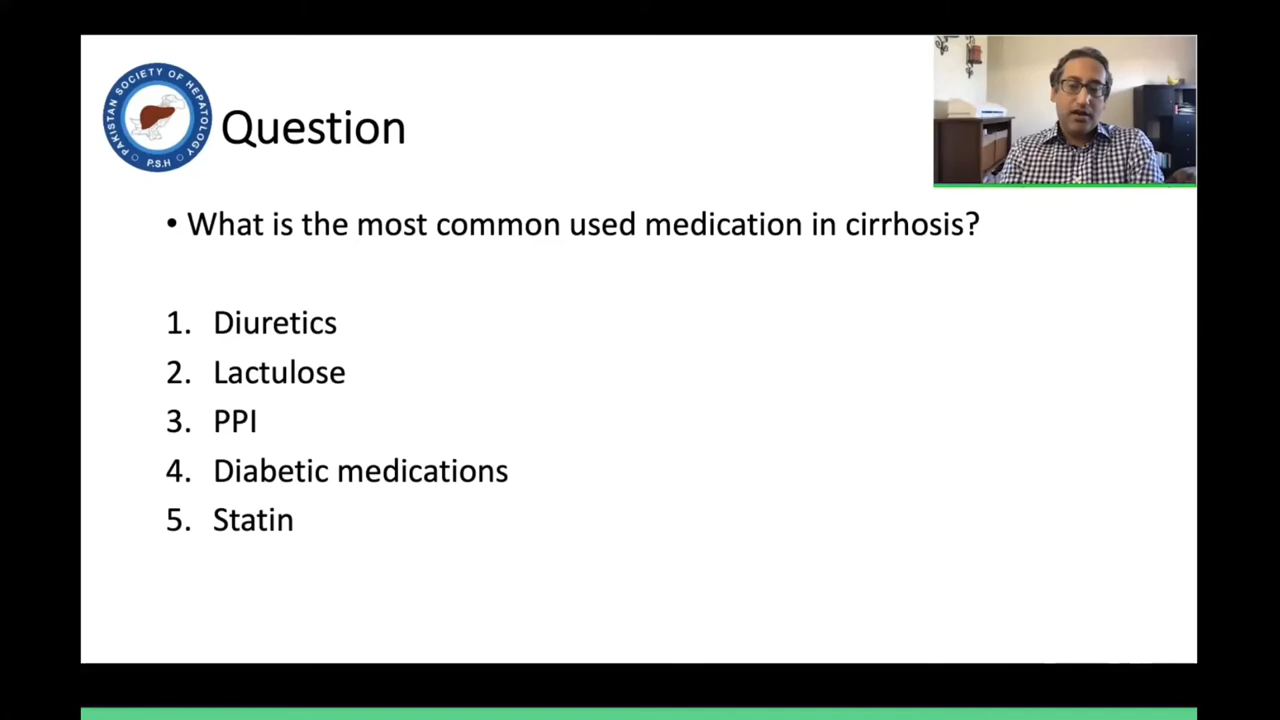 PAKISTAN SOCIETY OF HEPATOLOGY
P.S.H
Question
• What is the most common used medication in cirrhosis?
1. Diuretics
2. Lactulose
3. PPI
4. Diabetic medications
5. Statin